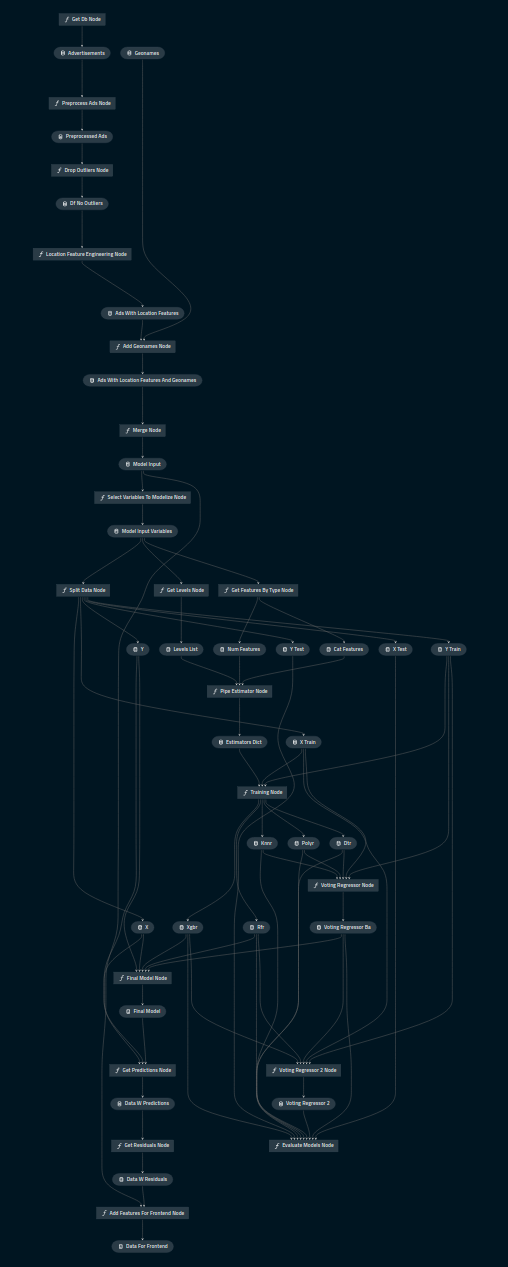 Get Db Node
Advertisements
Geonames
Preprocess Ads Node
Preprocessed Ads
Drop Outliers Node
Df No Outliers
Location Feature Engineering Node
Ads With Location Features
Add Geonames Node
Ads With Location Features And Geonames
Merge Node
Model Input
Select Variables To Modelize Node
Model Input Variables
Split Data Node
Get Levels Node
Get Features By Type Node
Y
Levels List
Num Features
Y Test
Cat Features
X Test
Y Train
Pipe Estimator Node
Estimators Dict
X Train
Training Node
Knnr
Polyr
Dtr
Voting Regressor Node
X
Xgbr
Rfr
Voting Regressor Ba
Final Model Node
Final Model
Get Predictions Node
Voting Regressor 2 Node
Data W Predictions
Voting Regressor 2
Get Residuals Node
Evaluate Models Node
Data W Residuals
Add Features For Frontend Node
Data For Frontend